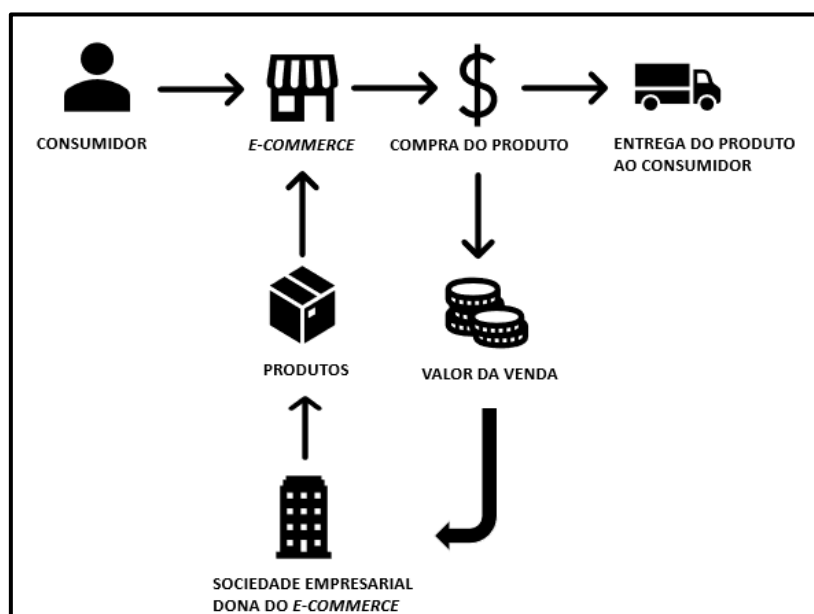 CONSUMIDOR
E-COMMERCE
COMPRA DO PRODUTO
ENTREGA DO PRODUTO
AO CONSUMIDOR
PRODUTOS
VALOR DA VENDA
SOCIEDADE EMPRESARIAL
DONA DO E-COMMERCE